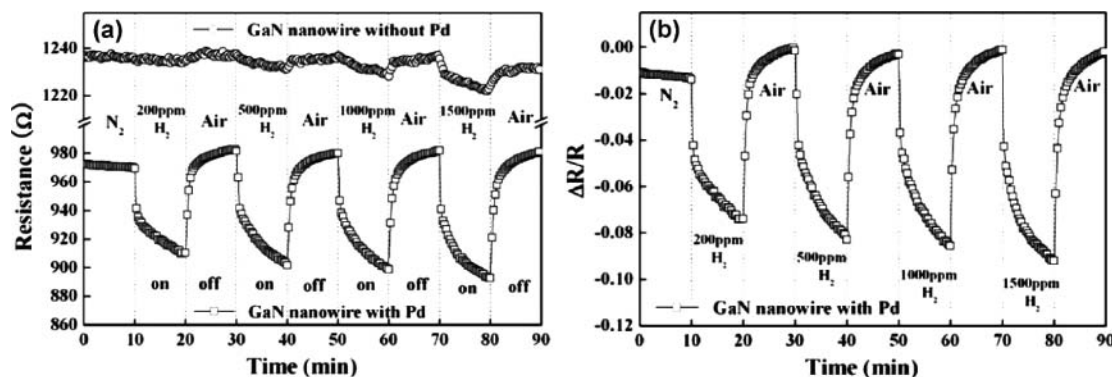 (a)
GaN nanowire without Pd
1240
1220
980
960
940
920
900
880
860
Resistance (Ω)
N₂
200ppm
H₂
Air
500ppm
H₂
Air
1000ppm
H₂
Air
1500ppm
H₂
Air
on off on off on off on off
GaN nanowire with Pd
0 10 20 30 40 50 60 70 80 90
Time (min)
(b)
0.00
-0.02
-0.04
-0.06
-0.08
-0.10
-0.12
ΔR/R
N₂
Air
Air
Air
Air
200ppm
H₂
500ppm
H₂
1000ppm
H₂
1500ppm
H₂
GaN nanowire with Pd
0 10 20 30 40 50 60 70 80 90
Time (min)